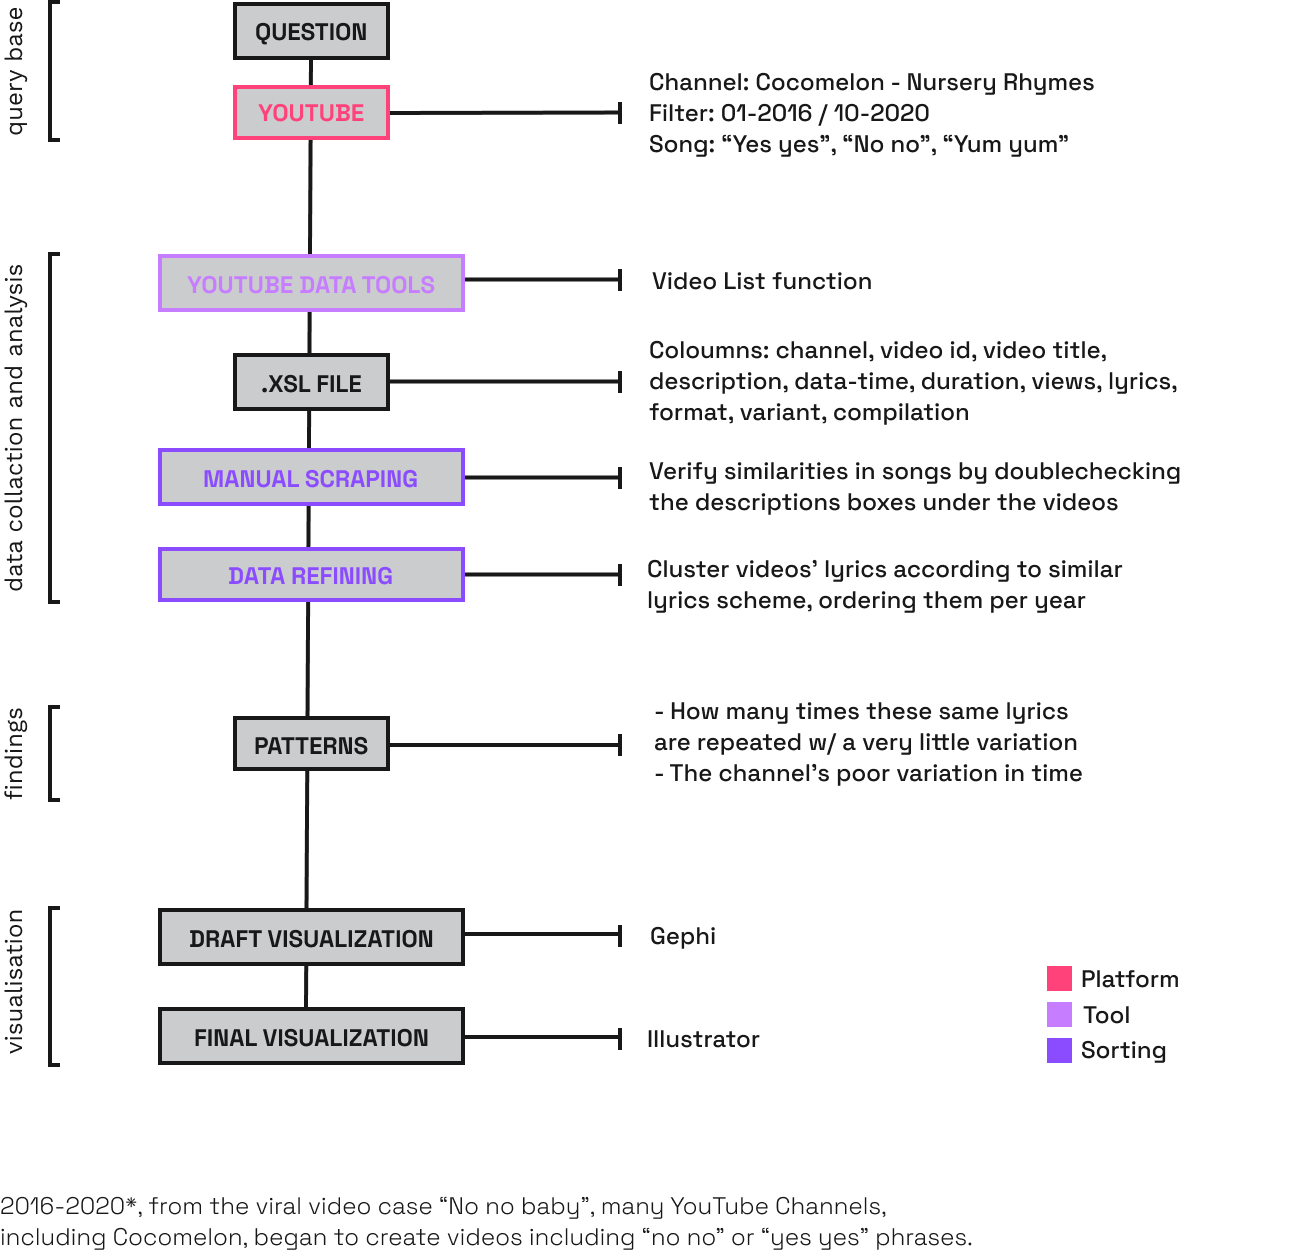 query base
QUESTION
YOUTUBE
Channel: Cocomelon - Nursery Rhymes
Filter: 01-2016 / 10-2020
Song: “Yes yes”, “No no”, “Yum yum”
data collaction and analysis
YOUTUBE DATA TOOLS
Video List function
.XSL FILE
Coloumns: channel, video id, video title,
description, data-time, duration, views, lyrics,
format, variant, compilation
MANUAL SCRAPING
Verify similarities in songs by doublechecking
the descriptions boxes under the videos
DATA REFINING
Cluster videos’ lyrics according to similar
lyrics scheme, ordering them per year
findings
PATTERNS
- How many times these same lyrics
are repeated w/ a very little variation
- The channel’s poor variation in time
visualisation
DRAFT VISUALIZATION
Gephi
FINAL VISUALIZATION
Illustrator
Platform
Tool
Sorting
2016-2020*, from the viral video case “No no baby”, many YouTube Channels,
including Cocomelon, began to create videos including “no no” or “yes yes” phrases.